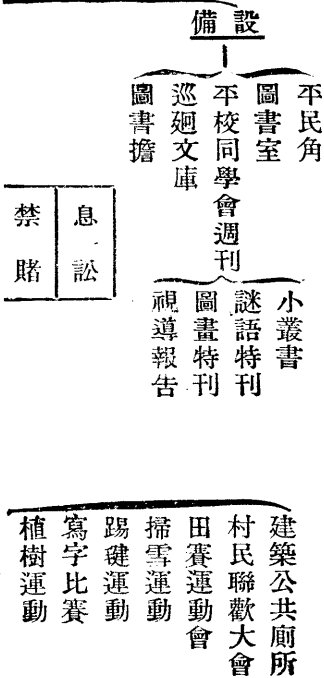 設備
平民角
圖書室
平校同學會週刊
巡廻文庫
圖書擔
小叢書
謎語特刊
圖畫特刊
視導報告
息訟
禁賭
建築公共廁所
村民聯歡大會
田賽運動會
掃雪運動
踢毽運動
寫字比賽
植樹運動